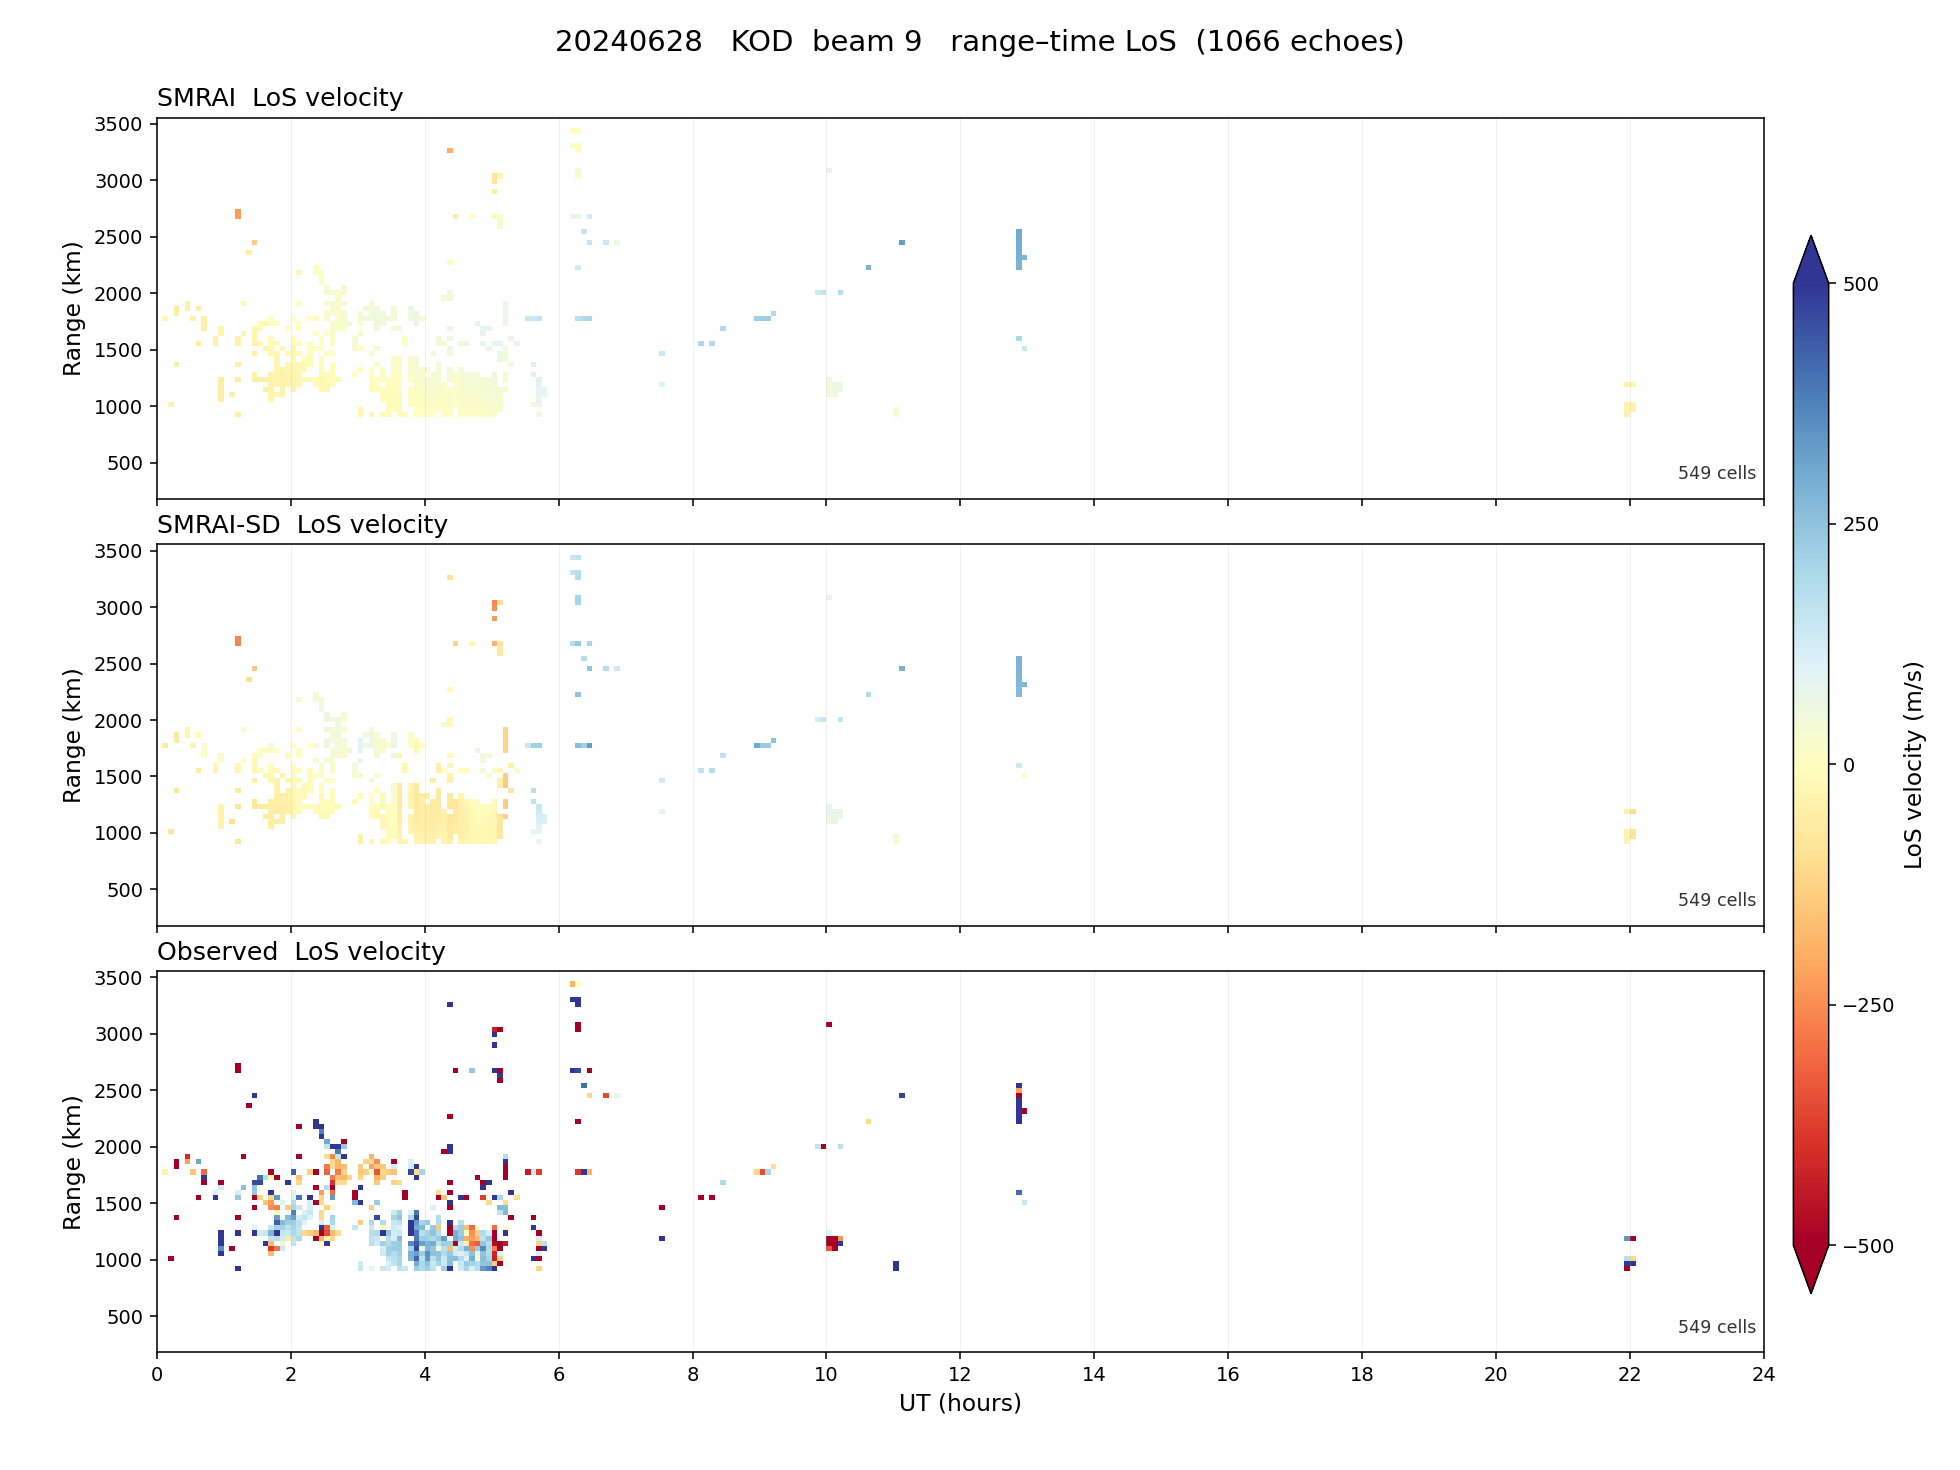 20240628   KOD  beam 9   range–time LoS  (1066 echoes)
SMRAI  LoS velocity
3500
3000
2500
2000
1500
1000
500
Range (km)
549 cells
SMRAI-SD  LoS velocity
3500
3000
2500
2000
1500
1000
500
Range (km)
549 cells
Observed  LoS velocity
3500
3000
2500
2000
1500
1000
500
Range (km)
549 cells
0 2 4 6 8 10 12 14 16 18 20 22 24
UT (hours)
500
250
0
−250
−500
LoS velocity (m/s)